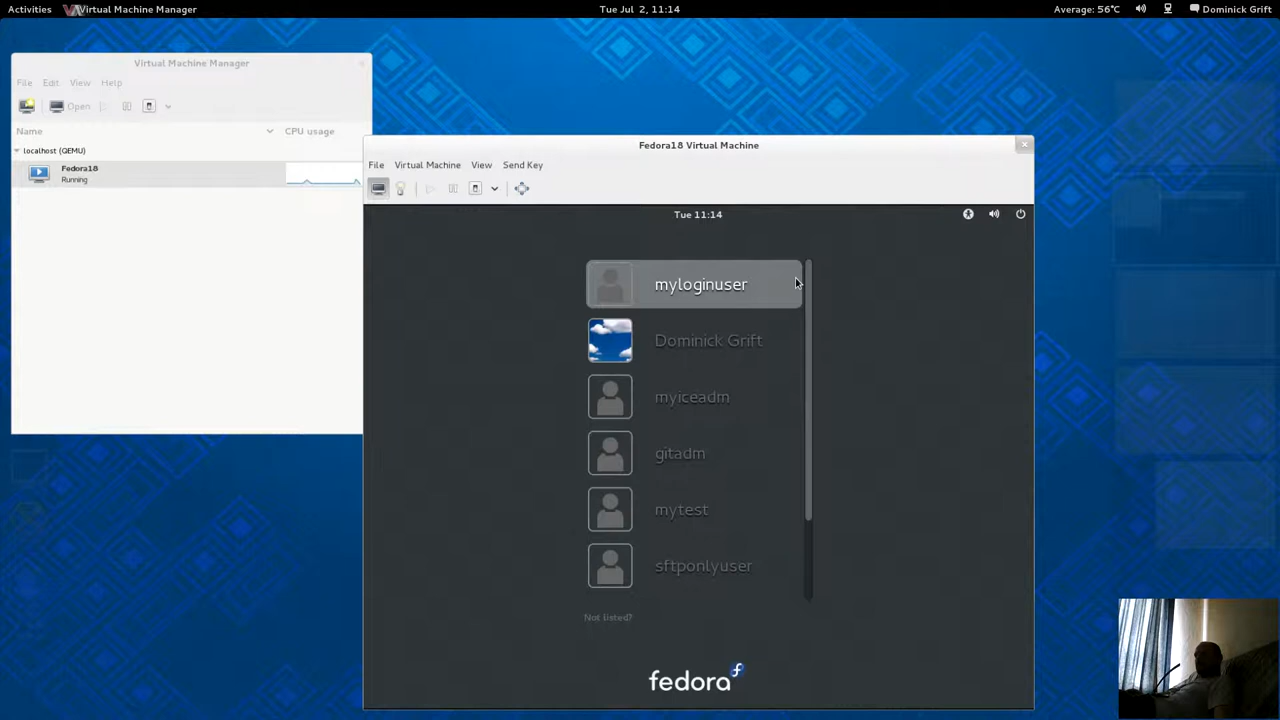 Activities Virtual Machine Manager Tue Jul 2, 11:14 Average: 56°C Dominick Grift
Virtual Machine Manager
File Edit View Help
Open
Name CPU usage
localhost (QEMU)
Fedora18
Running
Fedora18 Virtual Machine
File Virtual Machine View Send Key
Tue 11:14
myloginuser
Dominick Grift
myiceadm
gitadm
mytest
sftponlyuser
Not listed?
fedora